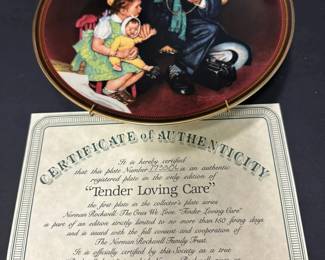 CERTIFICATE of AUTHENTICITY
It is hereby certified
that this plate Number is an authentic
registered plate in the only edition of
"Tender Loving Care"
the first plate in the collector's plate series
Norman Rockwell: The Ones We Love. "Tender Loving Care"
is part of an edition strictly limited to no more than 150 firing days
and is issued with the full consent and cooperation of
The Norman Rockwell Family Trust.
It is officially certified by this Society as a true